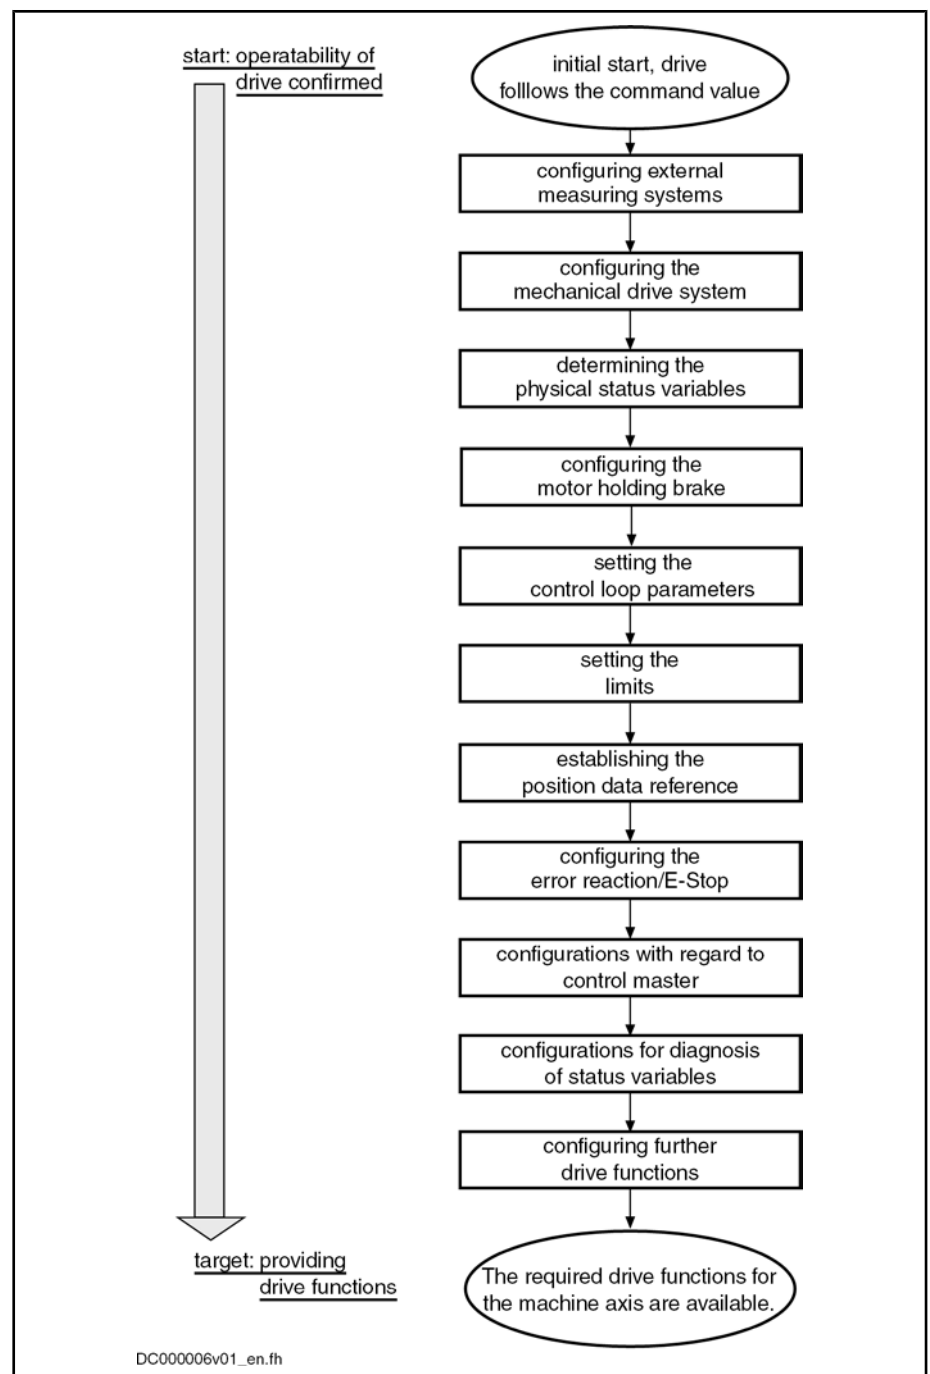 start: operatability of
drive confirmed
initial start, drive
folllows the command value
configuring external
measuring systems
configuring the
mechanical drive system
determining the
physical status variables
configuring the
motor holding brake
setting the
control loop parameters
setting the
limits
establishing the
position data reference
configuring the
error reaction/E-Stop
configurations with regard to
control master
configurations for diagnosis
of status variables
configuring further
drive functions
target: providing
drive functions
The required drive functions for
the machine axis are available.
DC000006v01_en.fh